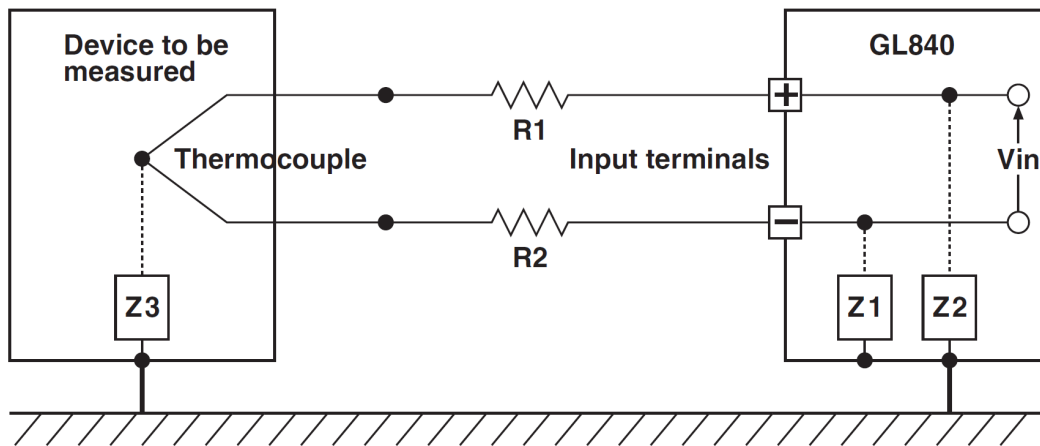 Device to be
measured
GL840
+
R1
Thermocouple
Input terminals
Vin
−
R2
Z3
Z1
Z2